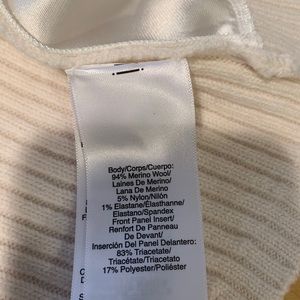 Body/Corps/Cuerpo:
94% Merino Wool/
Laines De Merino/
Lana De Merino
5% Nylon/Nilón
1% Elastane/Élasthanne/
Elastano/Spandex
Front Panel Insert/
Renfort De Panneau
De Devant/
Inserción Del Panel Delantero:
83% Triacetate/
Triacétate/Triacetato
17% Polyester/Poliéster